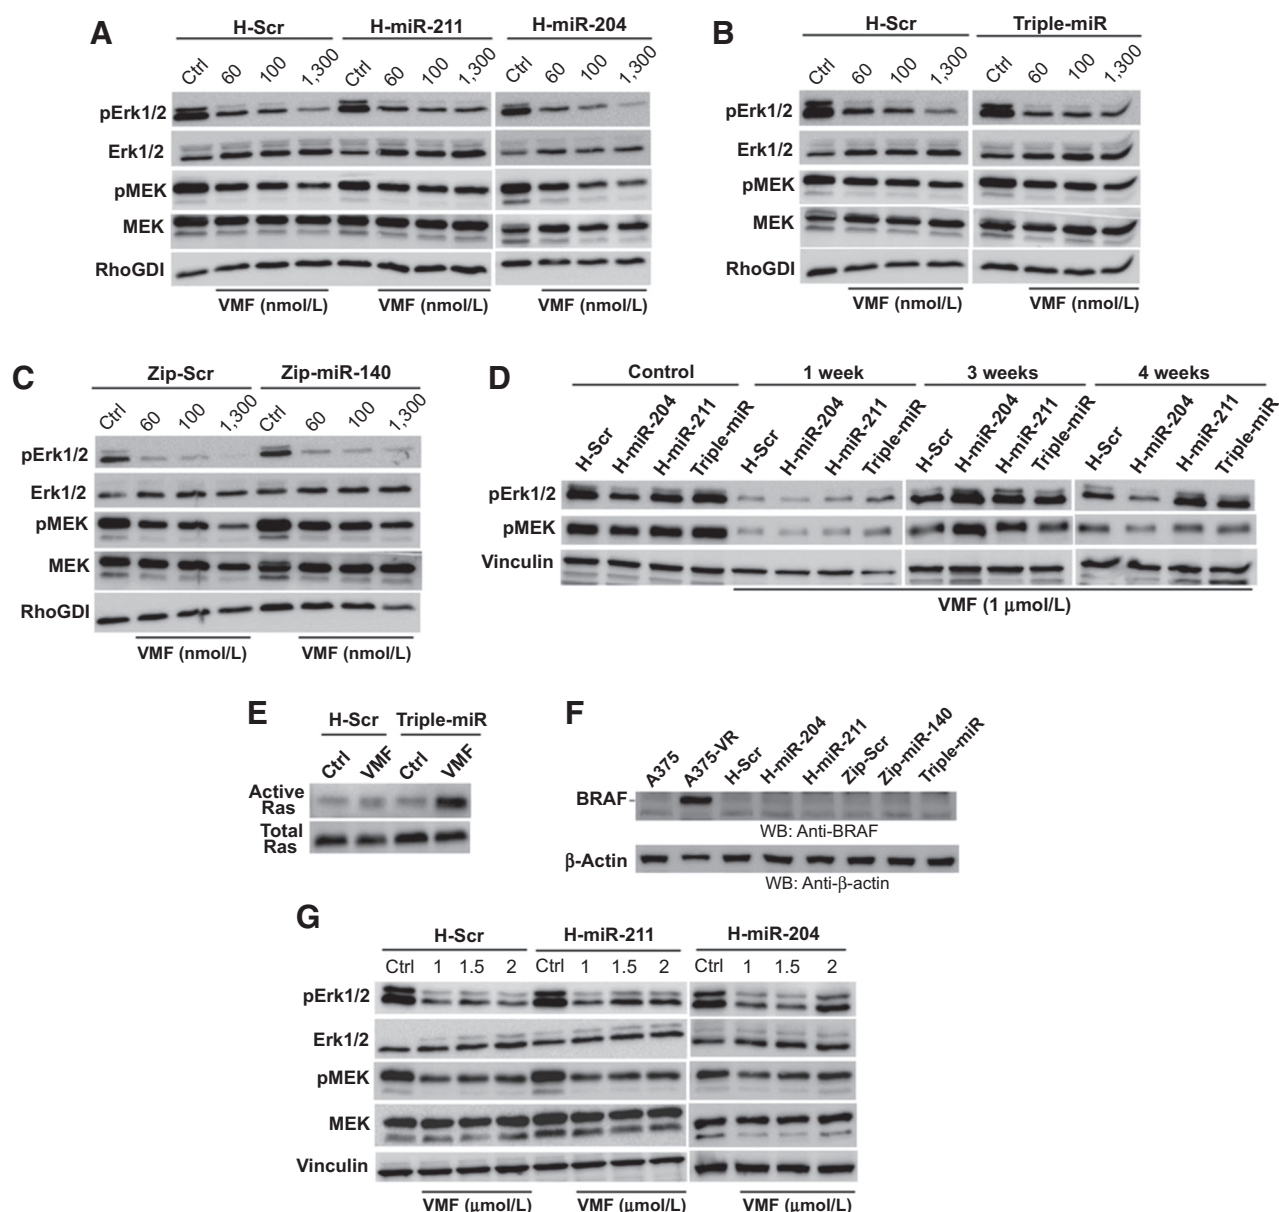 A
H-Scr H-miR-211 H-miR-204
Ctrl 60 100 1,300 Ctrl 60 100 1,300 Ctrl 60 100 1,300
pErk1/2
Erk1/2
pMEK
MEK
RhoGDI
VMF (nmol/L) VMF (nmol/L) VMF (nmol/L)
B
H-Scr Triple-miR
Ctrl 60 100 1,300 Ctrl 60 100 1,300
pErk1/2
Erk1/2
pMEK
MEK
RhoGDI
VMF (nmol/L) VMF (nmol/L)
C
Zip-Scr Zip-miR-140
Ctrl 60 100 1,300 Ctrl 60 100 1,300
pErk1/2
Erk1/2
pMEK
MEK
RhoGDI
VMF (nmol/L) VMF (nmol/L)
D
Control 1 week 3 weeks 4 weeks
H-Scr H-miR-204 H-miR-211 Triple-miR H-Scr H-miR-204 H-miR-211 Triple-miR H-Scr H-miR-204 H-miR-211 Triple-miR H-Scr H-miR-204 H-miR-211 Triple-miR
pErk1/2
pMEK
Vinculin
VMF (1 μmol/L)
E
H-Scr Triple-miR
Ctrl VMF Ctrl VMF
Active
Ras
Total
Ras
F
A375 A375-VR H-Scr H-miR-204 H-miR-211 Zip-Scr Zip-miR-140 Triple-miR
BRAF-
WB: Anti-BRAF
β-Actin
WB: Anti-β-actin
G
H-Scr H-miR-211 H-miR-204
Ctrl 1 1.5 2 Ctrl 1 1.5 2 Ctrl 1 1.5 2
pErk1/2
Erk1/2
pMEK
MEK
Vinculin
VMF (μmol/L) VMF (μmol/L) VMF (μmol/L)